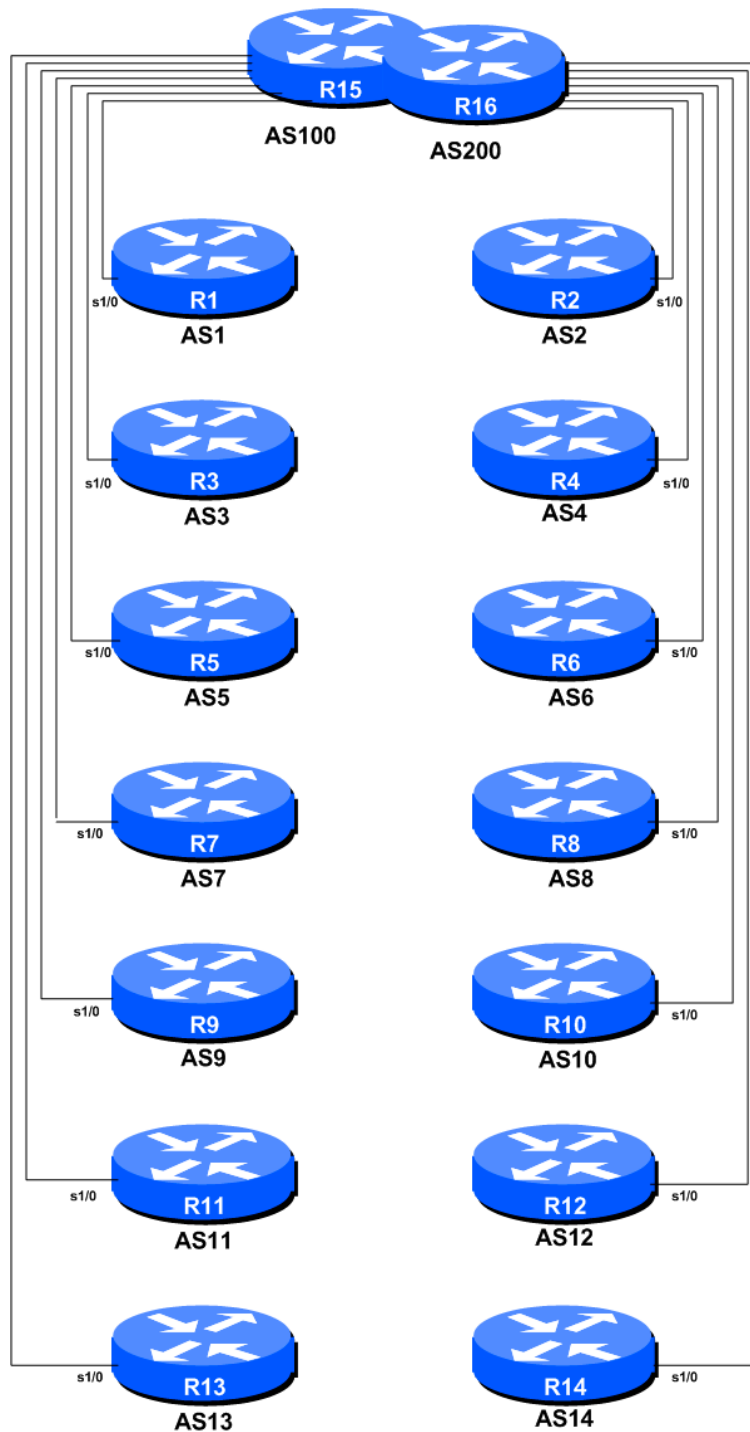 R15
R16
AS100
AS200
s1/0
R1
R2
s1/0
AS1
AS2
s1/0
R3
R4
s1/0
AS3
AS4
s1/0
R5
R6
s1/0
AS5
AS6
s1/0
R7
R8
s1/0
AS7
AS8
s1/0
R9
R10
s1/0
AS9
AS10
s1/0
R11
R12
s1/0
AS11
AS12
s1/0
R13
R14
s1/0
AS13
AS14